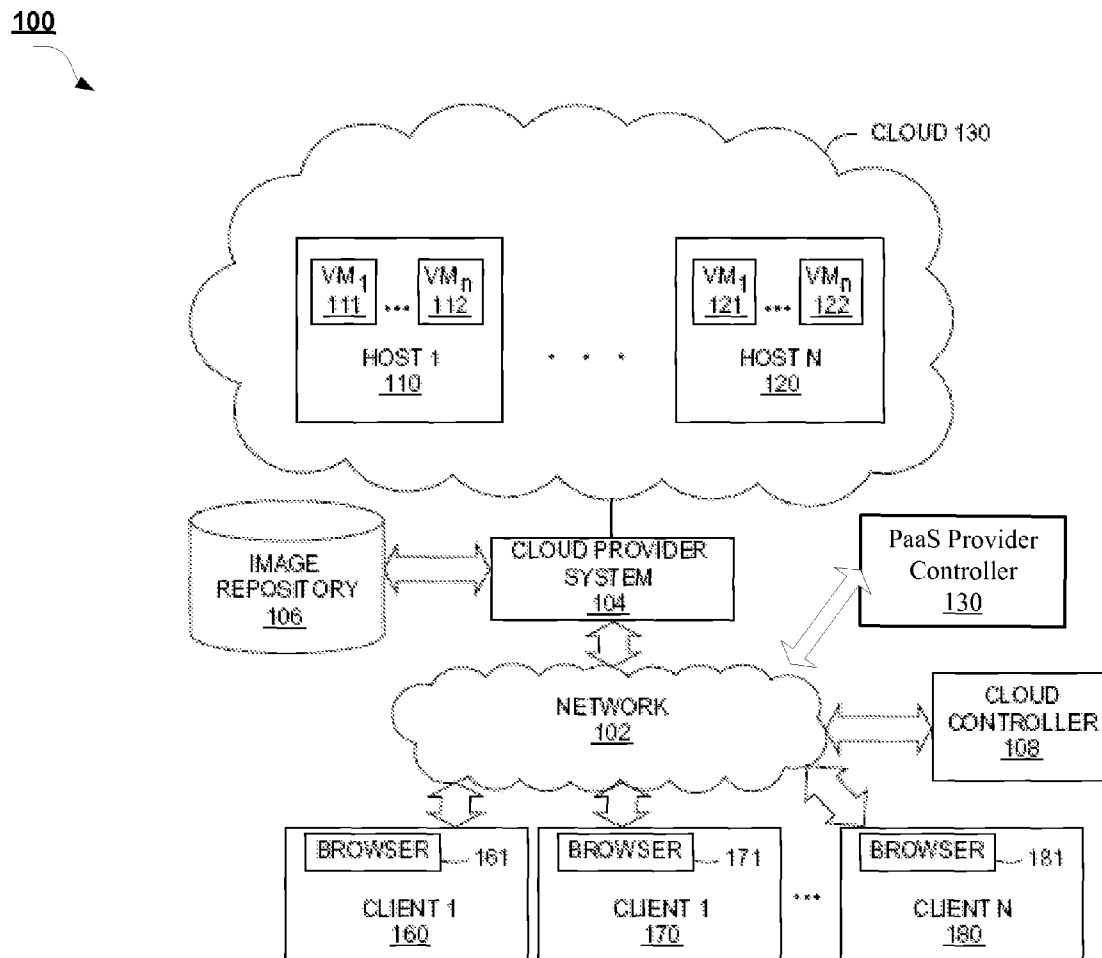 100
CLOUD 130
VM1
111
...
VMn
112
HOST 1
110
. . .
VM1
121
...
VMn
122
HOST N
120
IMAGE
REPOSITORY
106
CLOUD PROVIDER
SYSTEM
104
PaaS Provider
Controller
130
NETWORK
102
CLOUD
CONTROLLER
108
BROWSER
161
CLIENT 1
160
BROWSER
171
CLIENT 1
170
...
BROWSER
181
CLIENT N
180